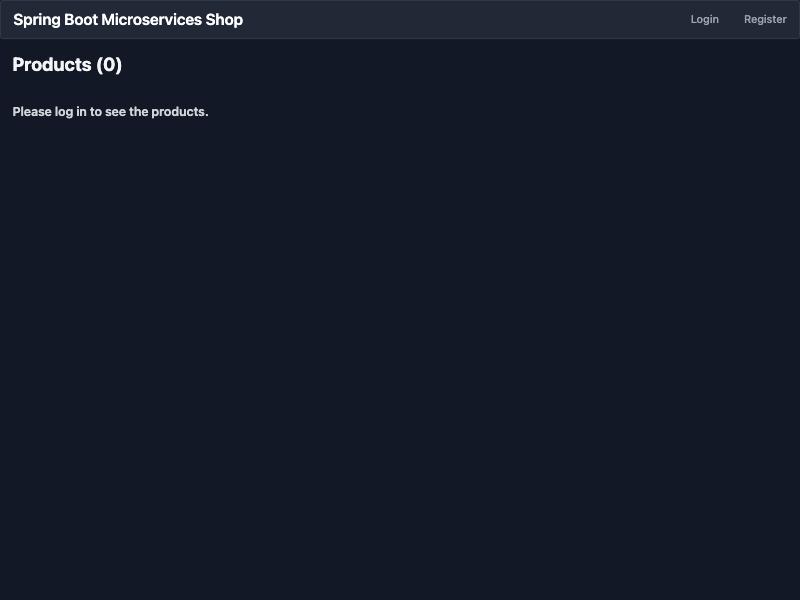 Spring Boot Microservices Shop
Login
Register
Products (0)
Please log in to see the products.